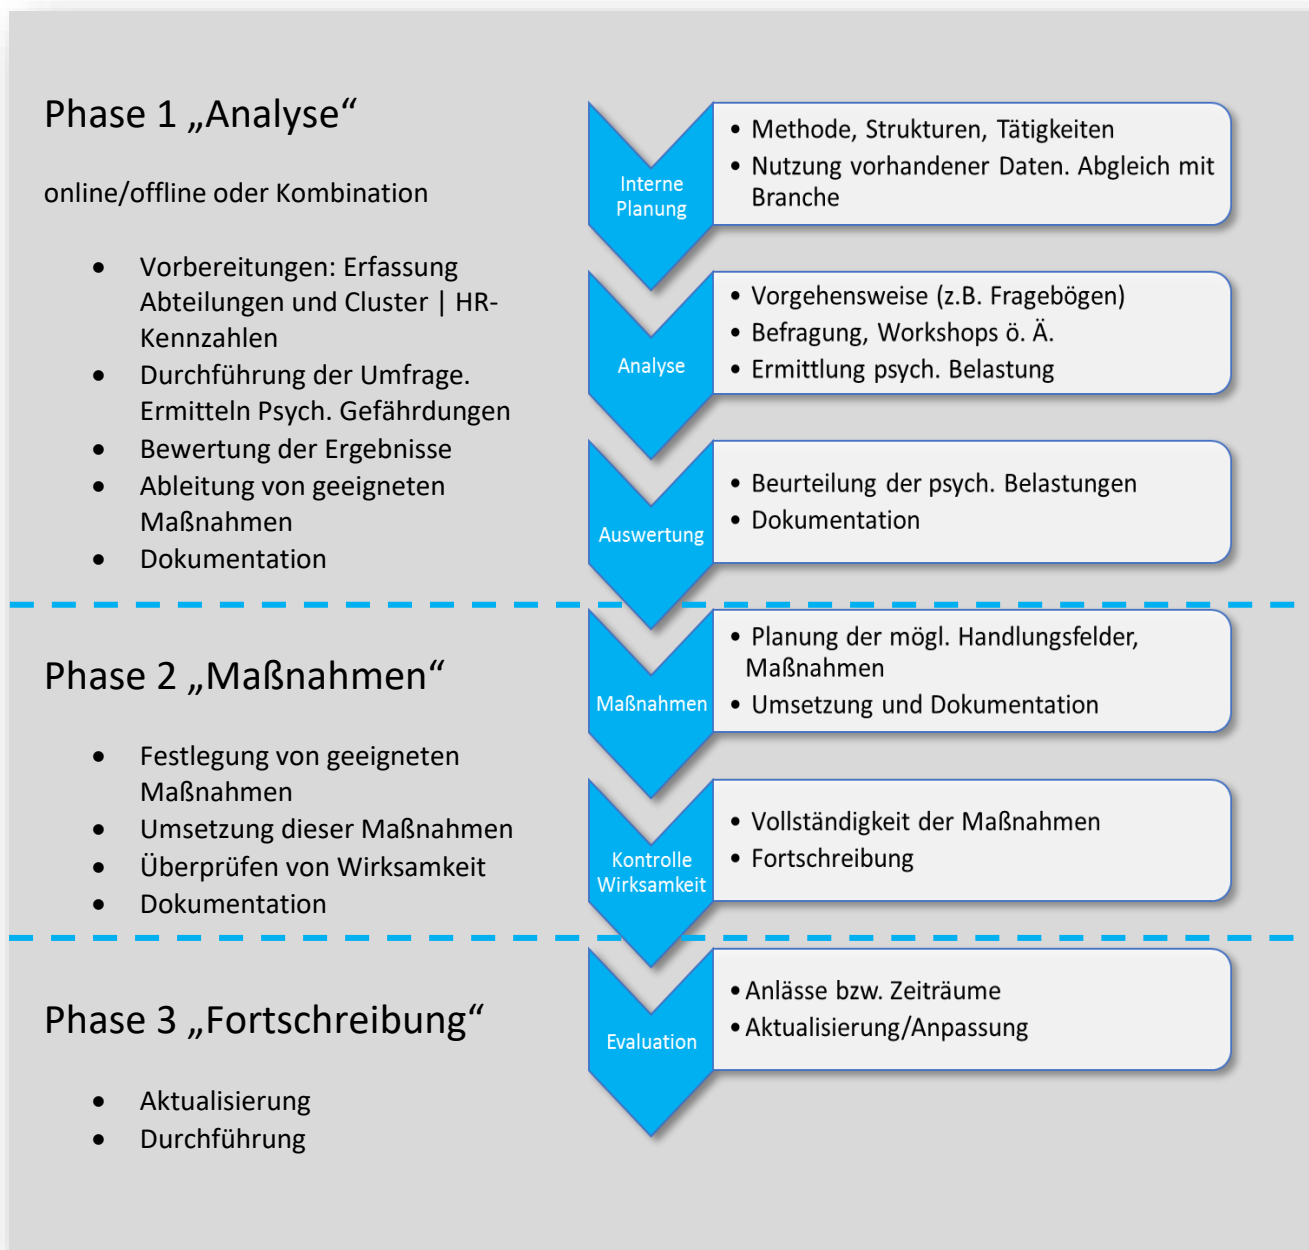 Phase 1 „Analyse“
online/offline oder Kombination
• Vorbereitungen: Erfassung
Abteilungen und Cluster | HR-
Kennzahlen
• Durchführung der Umfrage.
Ermitteln Psych. Gefährdungen
• Bewertung der Ergebnisse
• Ableitung von geeigneten
Maßnahmen
• Dokumentation
Interne
Planung
• Methode, Strukturen, Tätigkeiten
• Nutzung vorhandener Daten. Abgleich mit
Branche
Analyse
• Vorgehensweise (z.B. Fragebögen)
• Befragung, Workshops ö. Ä.
• Ermittlung psych. Belastung
Auswertung
• Beurteilung der psych. Belastungen
• Dokumentation
Phase 2 „Maßnahmen“
• Festlegung von geeigneten
Maßnahmen
• Umsetzung dieser Maßnahmen
• Überprüfen von Wirksamkeit
• Dokumentation
Maßnahmen
• Planung der mögl. Handlungsfelder,
Maßnahmen
• Umsetzung und Dokumentation
Kontrolle
Wirksamkeit
• Vollständigkeit der Maßnahmen
• Fortschreibung
Phase 3 „Fortschreibung“
• Aktualisierung
• Durchführung
Evaluation
• Anlässe bzw. Zeiträume
• Aktualisierung/Anpassung